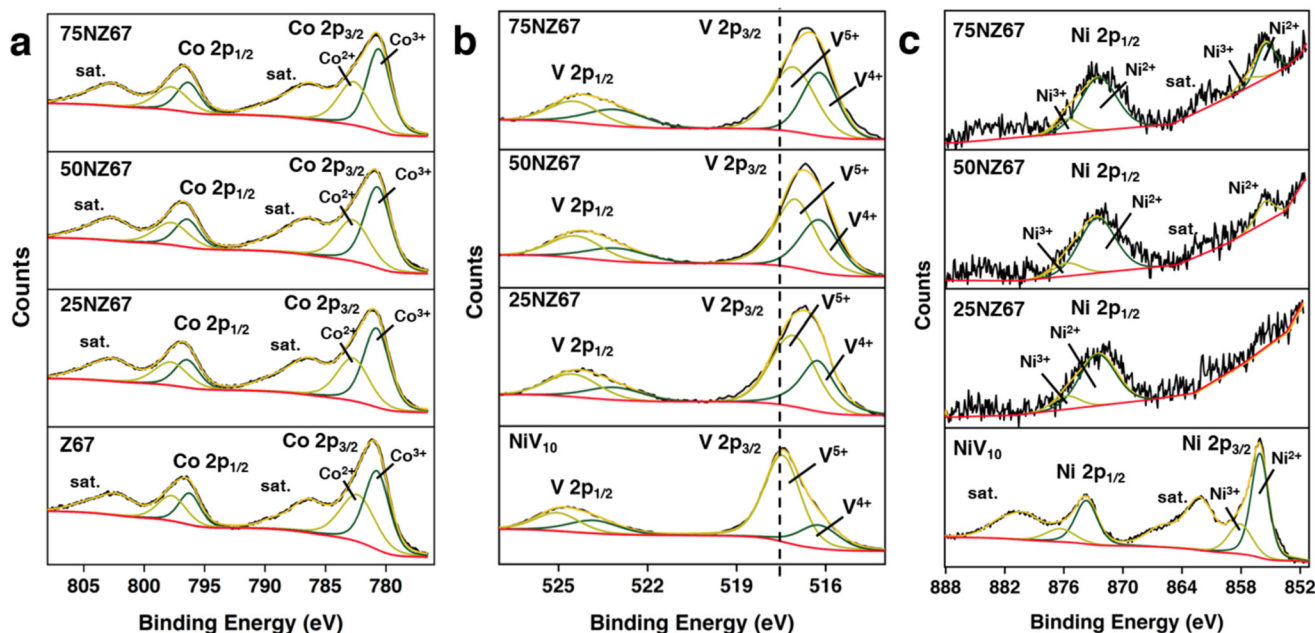 a
75NZ67
Co 2p1/2
Co 2p3/2
sat.
sat.
Co2+
Co3+
50NZ67
Co 2p1/2
Co 2p3/2
sat.
sat.
Co2+
Co3+
25NZ67
Co 2p1/2
Co 2p3/2
sat.
sat.
Co2+
Co3+
Z67
Co 2p1/2
Co 2p3/2
sat.
sat.
Co2+
Co3+
Counts
805 800 795 790 785 780
Binding Energy (eV)
b
75NZ67
V 2p3/2
V5+
V 2p1/2
V4+
50NZ67
V 2p3/2
V5+
V 2p1/2
V4+
25NZ67
V 2p3/2
V5+
V 2p1/2
V4+
NiV10
V 2p3/2
V5+
V 2p1/2
V4+
Counts
525 522 519 516
Binding Energy (eV)
c
75NZ67
Ni 2p1/2
Ni2+
Ni3+
Ni2+
sat.
Ni3+
50NZ67
Ni 2p1/2
Ni2+
Ni2+
sat.
Ni3+
25NZ67
Ni 2p1/2
Ni2+
Ni3+
NiV10
Ni 2p3/2
Ni 2p1/2
Ni2+
sat.
sat.
Ni3+
Counts
888 882 876 870 864 856 852
Binding Energy (eV)